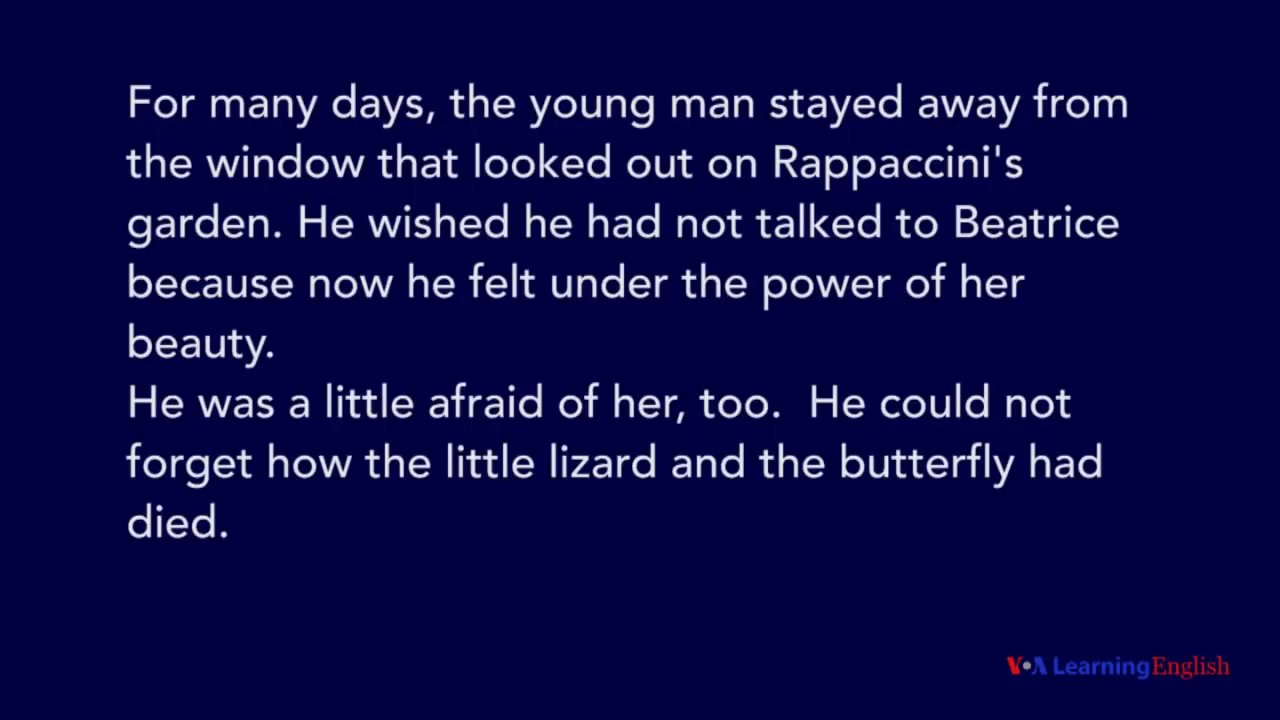 For many days, the young man stayed away from
the window that looked out on Rappaccini's
garden. He wished he had not talked to Beatrice
because now he felt under the power of her
beauty.
He was a little afraid of her, too.  He could not
forget how the little lizard and the butterfly had
died.
VOA Learning English